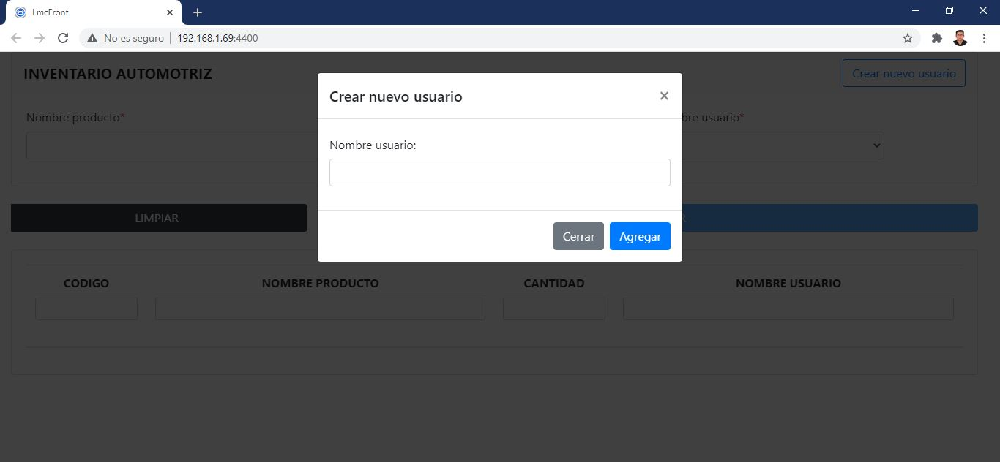 LmcFront
No es seguro
192.168.1.69:4400
INVENTARIO AUTOMOTRIZ
Crear nuevo usuario
Crear nuevo usuario
×
Nombre producto*
bre usuario*
Nombre usuario:
LIMPIAR
R
Cerrar
Agregar
CODIGO
NOMBRE PRODUCTO
CANTIDAD
NOMBRE USUARIO